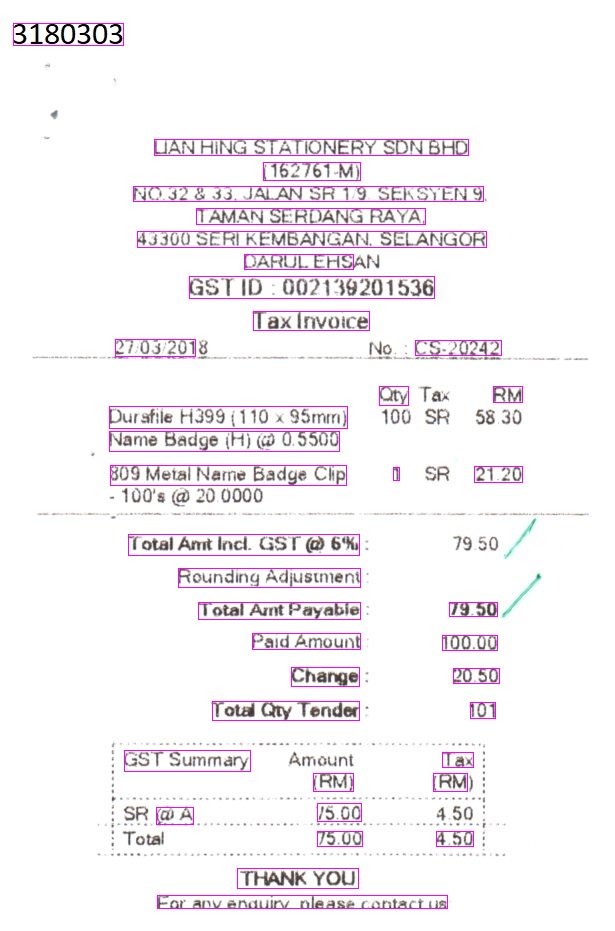 3180303
LIAN HING STATIONERY SDN BHD
(162761-M)
NO.32 & 33, JALAN SR 1/9, SEKSYEN 9,
TAMAN SERDANG RAYA,
43300 SERI KEMBANGAN, SELANGOR
DARUL EHSAN
GST ID : 002139201536
Tax Invoice
27/03/2018 No. : CS-20242
Qty Tax RM
Durafile H399 (110 x 95mm) 100 SR 58.30
Name Badge (H) @ 0.5500
809 Metal Name Badge Clip 1 SR 21.20
- 100's @ 20.0000
Total Amt Incl. GST @ 6% : 79.50
Rounding Adjustment :
Total Amt Payable : 79.50
Paid Amount : 100.00
Change : 20.50
Total Qty Tender : 101
GST Summary Amount Tax
(RM) (RM)
SR @ A 75.00 4.50
Total 75.00 4.50
THANK YOU
For any enquiry, please contact us